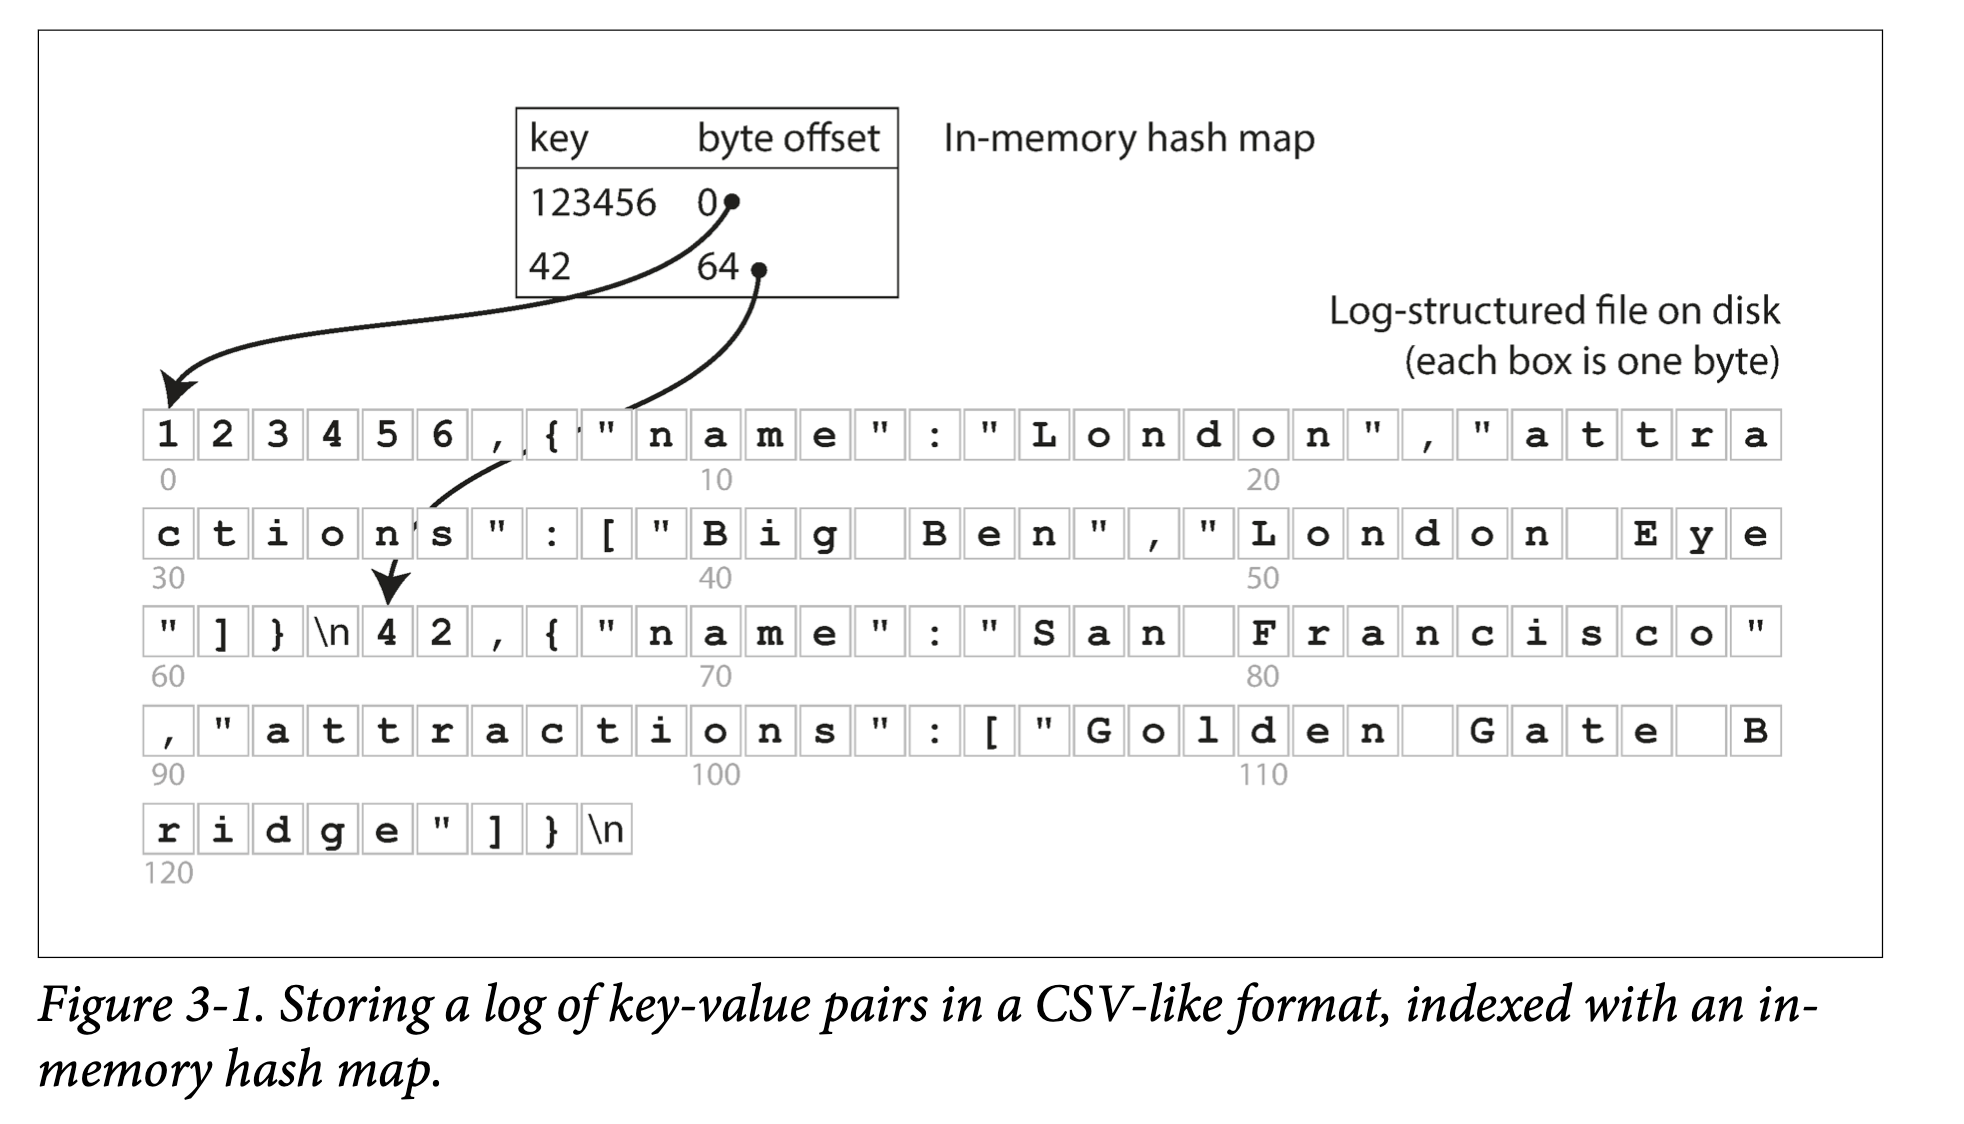 key byte offset In-memory hash map
123456 0
42 64
Log-structured file on disk
(each box is one byte)
1 2 3 4 5 6 , { " n a m e " : " L o n d o n " , " a t t r a
0 10 20
c t i o n s " : [ " B i g   B e n " , " L o n d o n   E y e
30 40 50
" ] } \n 4 2 , { " n a m e " : " S a n   F r a n c i s c o "
60 70 80
, " a t t r a c t i o n s " : [ " G o l d e n   G a t e   B
90 100 110
r i d g e " ] } \n
120
Figure 3-1. Storing a log of key-value pairs in a CSV-like format, indexed with an in-
memory hash map.